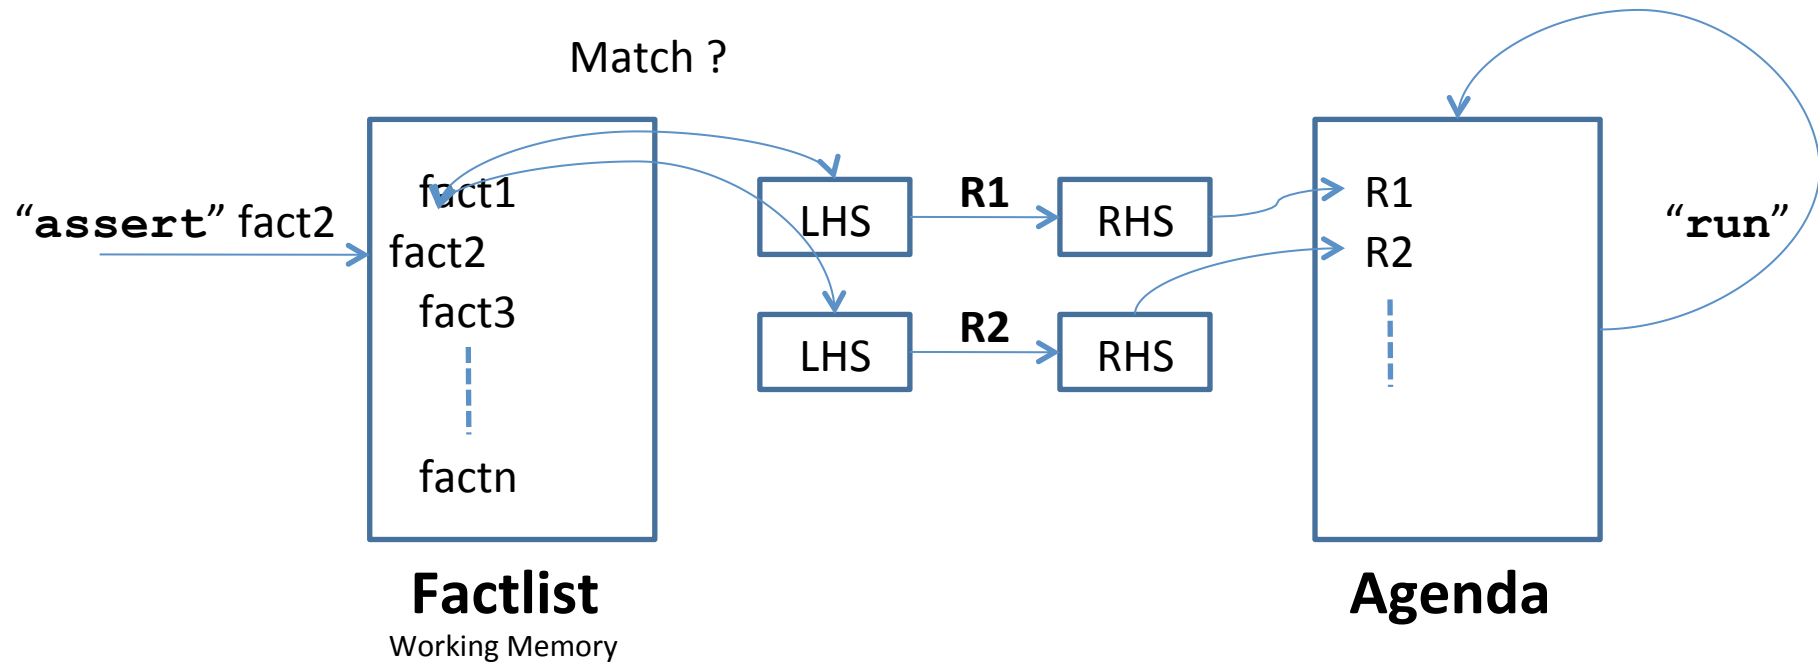 Match ?
“assert” fact2
fact1
fact2
fact3
factn
Factlist
Working Memory
LHS
R1
RHS
LHS
R2
RHS
R1
R2
Agenda
“run”